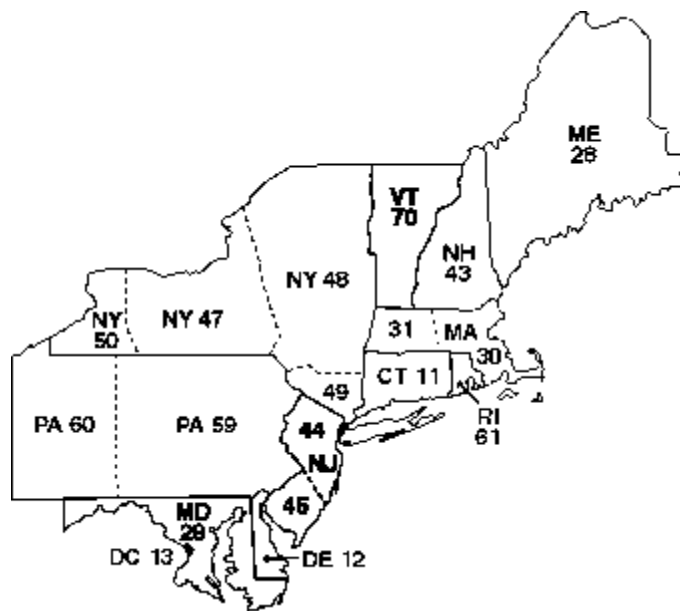 ME
28
VT
70
NH
43
NY 48
NY 47
NY
50
31
MA
30
CT 11
49
RI
61
PA 60
PA 59
44
NJ
45
MD
29
DC 13
DE 12